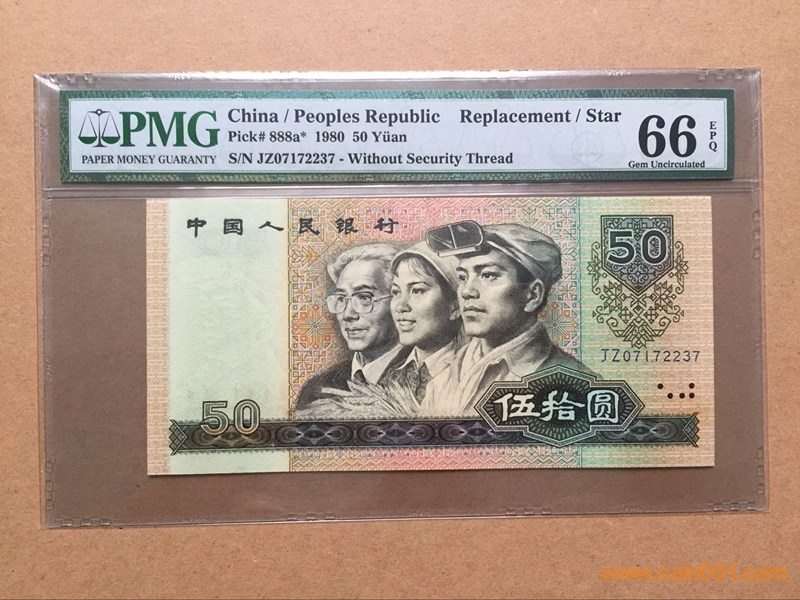 PMG
PAPER MONEY GUARANTY
China / Peoples Republic Replacement / Star
Pick# 888a* 1980 50 Yüan
S/N JZ07172237 - Without Security Thread
66 EPQ
Gem Uncirculated
中国人民银行
50
JZ07172237
50
伍拾圆
www.coin001.com